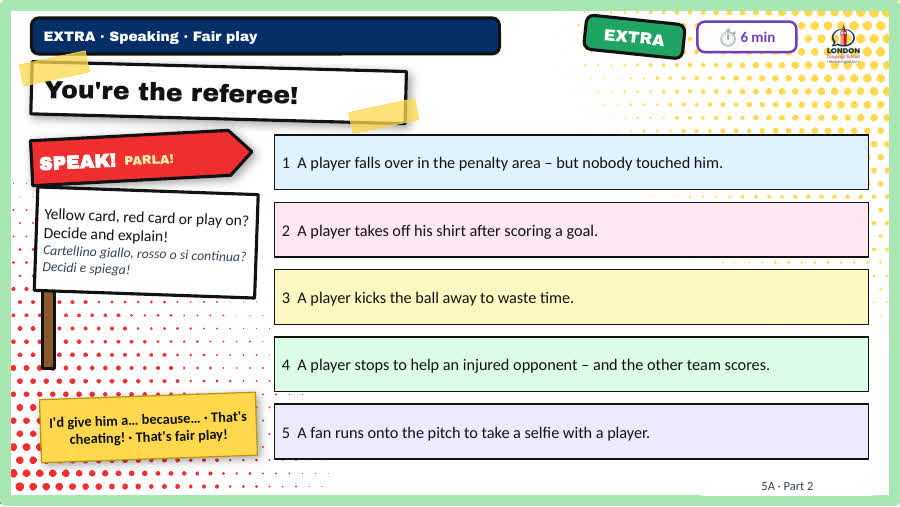 EXTRA · Speaking · Fair play
EXTRA
6 min
LONDON
You're the referee!
SPEAK! PARLA!
Yellow card, red card or play on?
Decide and explain!
Cartellino giallo, rosso o si continua?
Decidi e spiega!
I'd give him a… because… · That's
cheating! · That's fair play!
1 A player falls over in the penalty area – but nobody touched him.
2 A player takes off his shirt after scoring a goal.
3 A player kicks the ball away to waste time.
4 A player stops to help an injured opponent – and the other team scores.
5 A fan runs onto the pitch to take a selfie with a player.
5A · Part 2